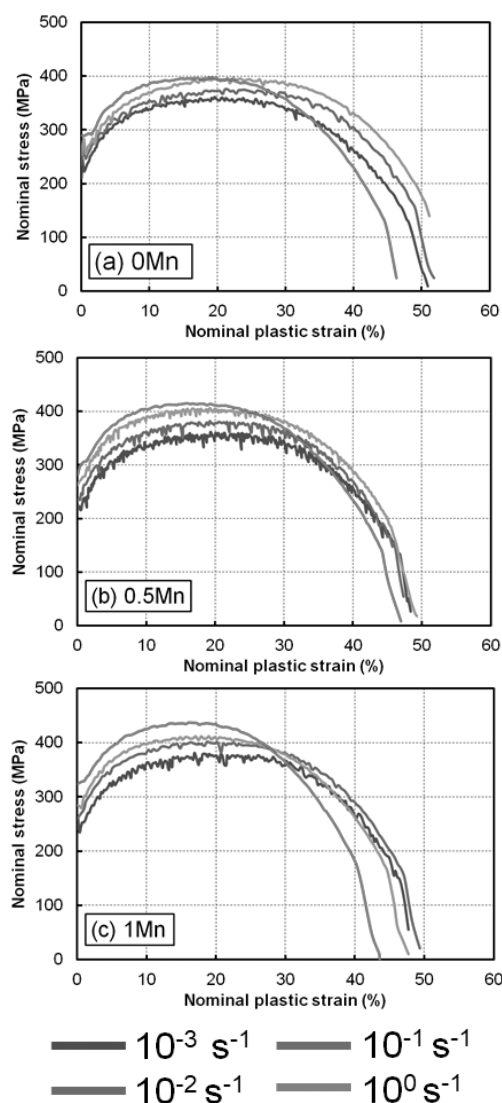 500
400
300
200
100
0
Nominal stress (MPa)
(a) 0Mn
0 10 20 30 40 50 60
Nominal plastic strain (%)
500
400
300
200
100
0
Nominal stress (MPa)
(b) 0.5Mn
0 10 20 30 40 50 60
Nominal plastic strain (%)
500
400
300
200
100
0
Nominal stress (MPa)
(c) 1Mn
0 10 20 30 40 50 60
Nominal plastic strain (%)
10⁻³ s⁻¹ 10⁻¹ s⁻¹
10⁻² s⁻¹ 10⁰ s⁻¹